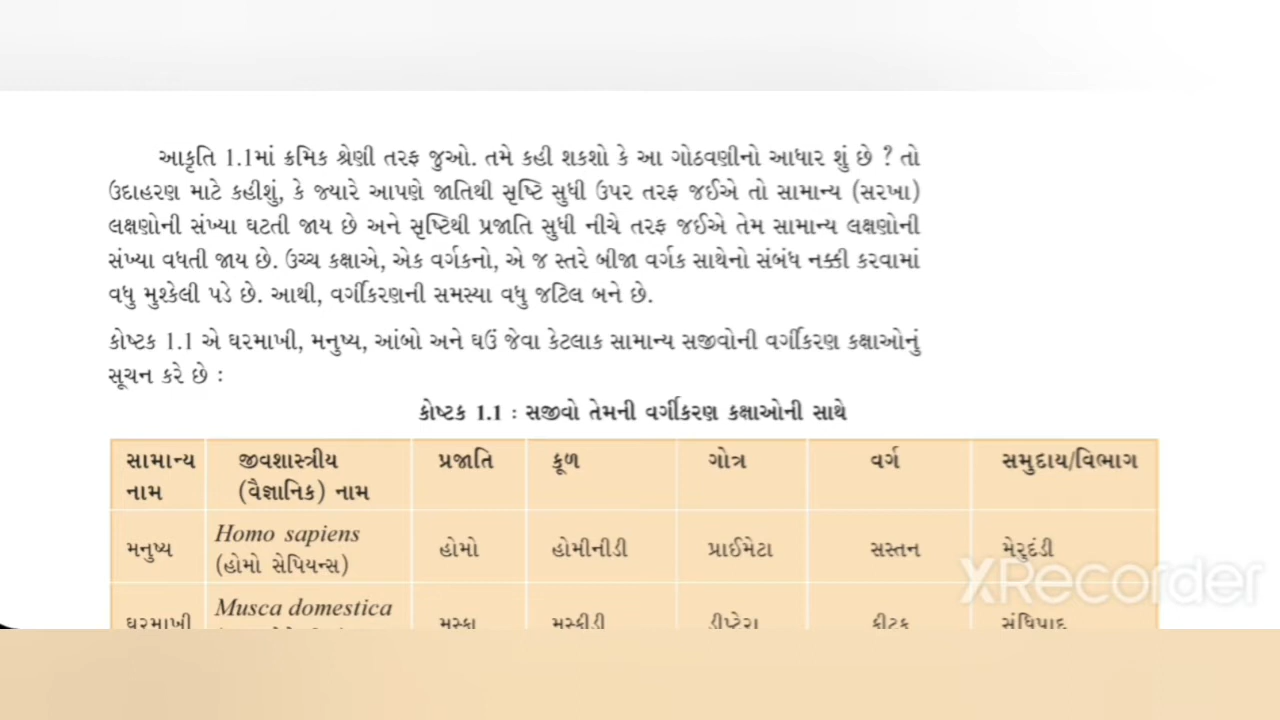 આકૃતિ 1.1માં ક્રમિક શ્રેણી તરફ જુઓ. તમે કહી શકશો કે આ ગોઠવણીનો આધાર શું છે ? તો
ઉદાહરણ માટે કહીશું, કે જ્યારે આપણે જાતિથી સૃષ્ટિ સુધી ઉપર તરફ જઈએ તો સામાન્ય (સરખા)
લક્ષણોની સંખ્યા ઘટતી જાય છે અને સૃષ્ટિથી પ્રજાતિ સુધી નીચે તરફ જઈએ તેમ સામાન્ય લક્ષણોની
સંખ્યા વધતી જાય છે. ઉચ્ચ કક્ષાએ, એક વર્ગકનો, એ જ સ્તરે બીજા વર્ગક સાથેનો સંબંધ નક્કી કરવામાં
વધુ મુશ્કેલી પડે છે. આથી, વર્ગીકરણની સમસ્યા વધુ જટિલ બને છે.
કોષ્ટક 1.1 એ ઘરમાખી, મનુષ્ય, આંબો અને ઘઉં જેવા કેટલાક સામાન્ય સજીવોની વર્ગીકરણ કક્ષાઓનું
સૂચન કરે છે :
કોષ્ટક 1.1 : સજીવો તેમની વર્ગીકરણ કક્ષાઓની સાથે
સામાન્ય નામ જીવશાસ્ત્રીય (વૈજ્ઞાનિક) નામ પ્રજાતિ કૂળ ગોત્ર વર્ગ સમુદાય/વિભાગ
મનુષ્ય Homo sapiens (હોમો સેપિયન્સ) હોમો હોમીનીડી પ્રાઈમેટા સસ્તન મેરુદંડી
ઘરમાખી Musca domestica મસ્કા મસ્કીડી ડીપ્ટેરા કીટક સંધિપાદ
XRecorder